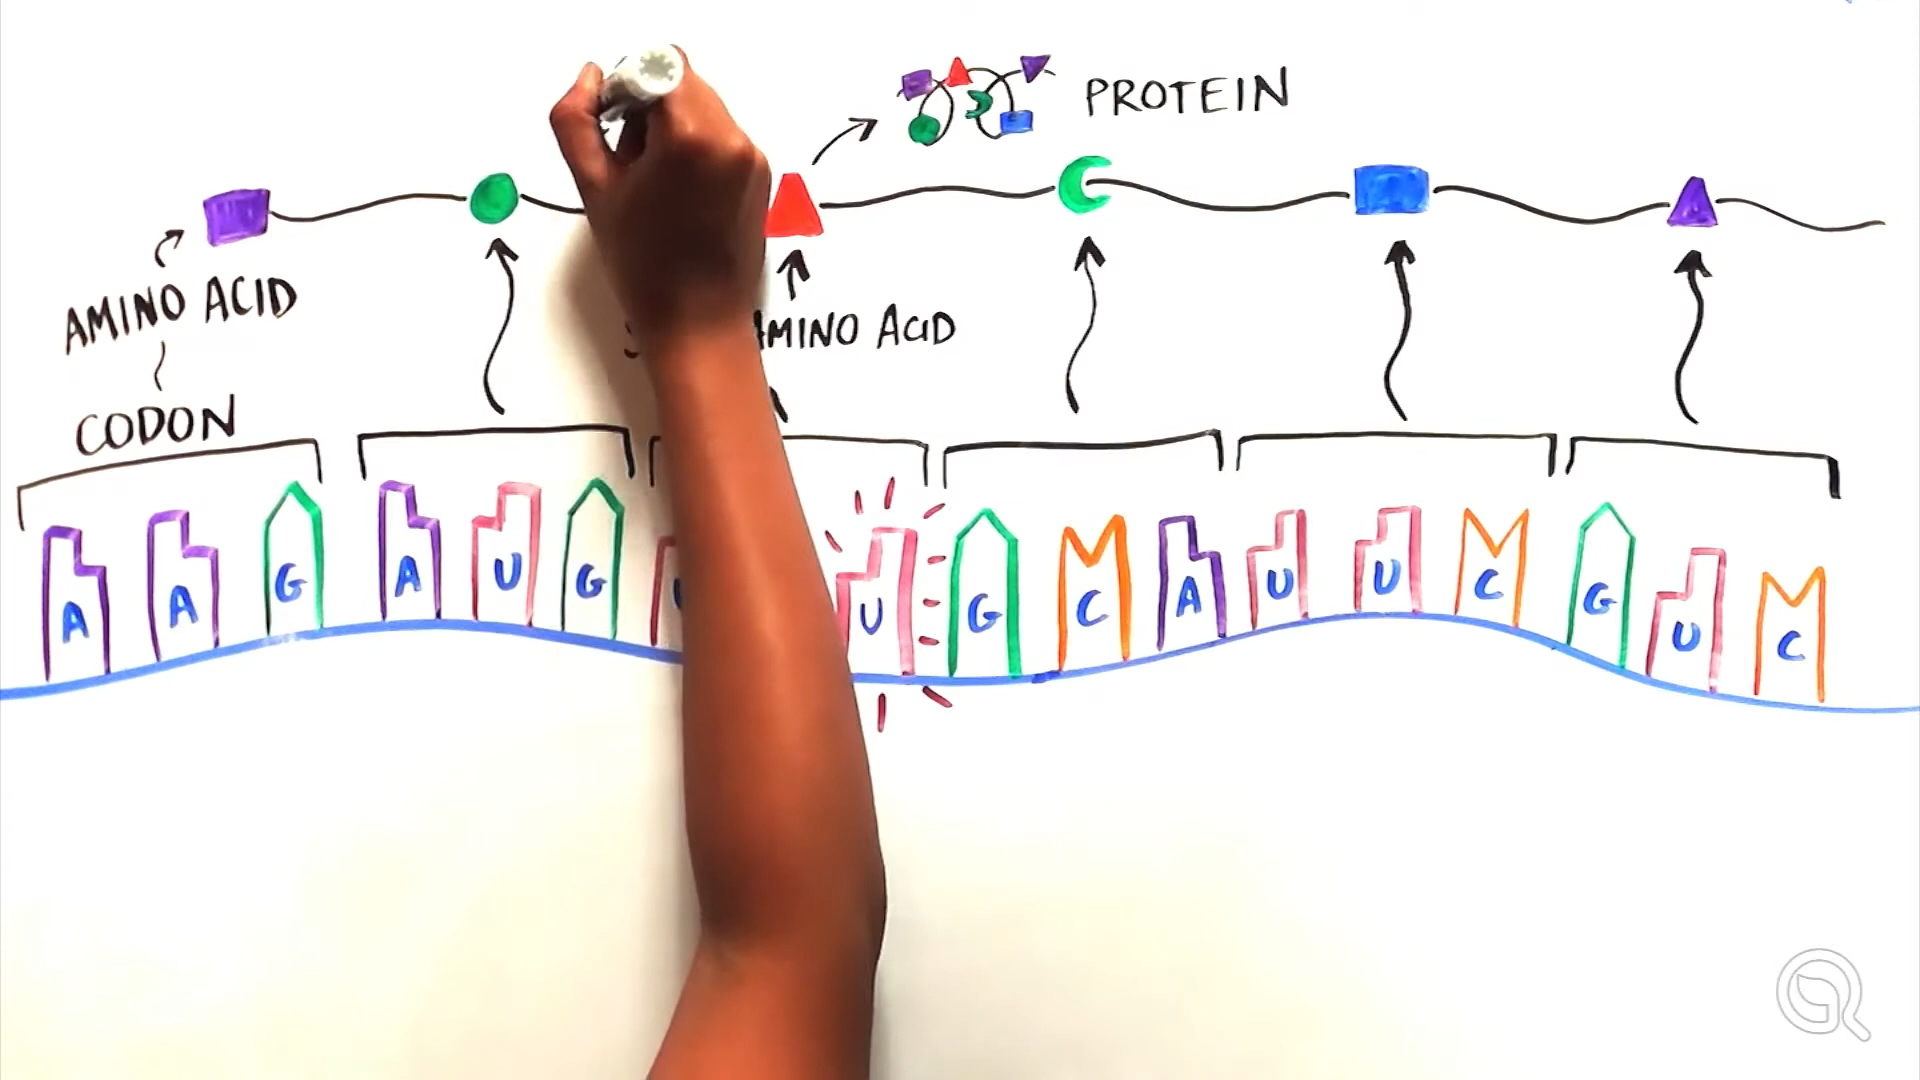 PROTEIN
AMINO ACID
AMINO ACID
CODON
A A G A U G U G C A U U C G U C